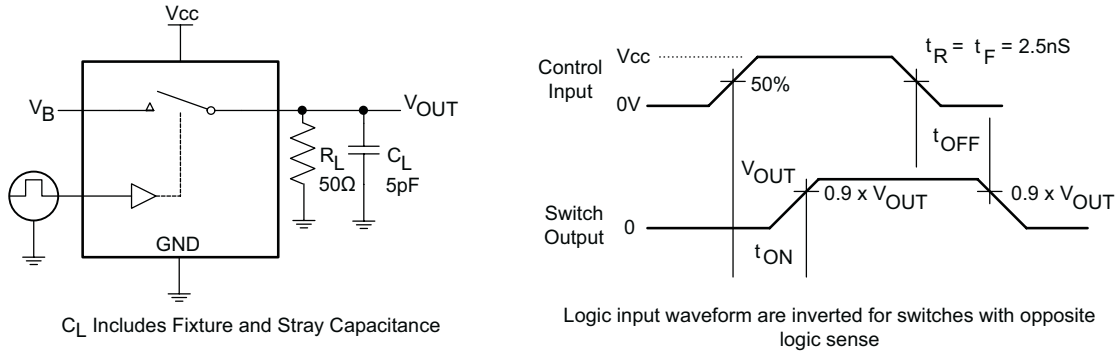 Vcc
VB
VOUT
RL
50Ω
CL
5pF
GND
CL Includes Fixture and Stray Capacitance
Control
Input
Vcc
0V
50%
tR = tF = 2.5nS
tOFF
VOUT
0.9 x VOUT
0.9 x VOUT
Switch
Output
0
tON
Logic input waveform are inverted for switches with opposite
logic sense